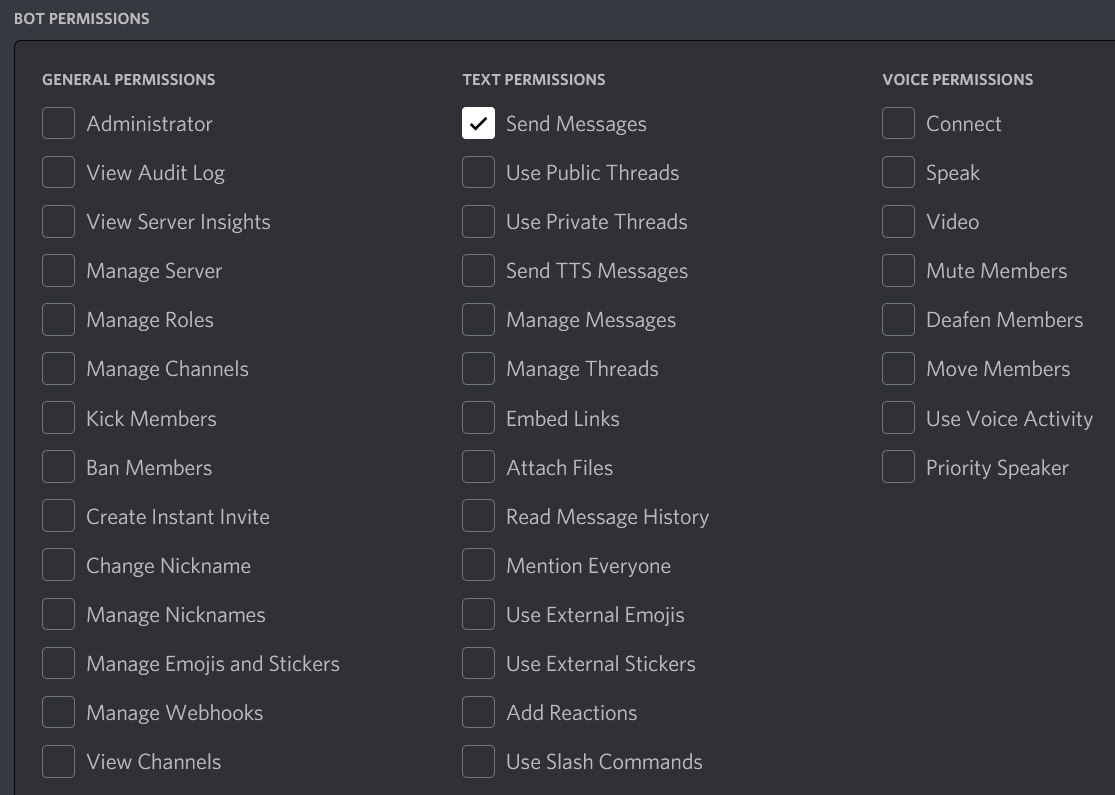 BOT PERMISSIONS
GENERAL PERMISSIONS
Administrator
View Audit Log
View Server Insights
Manage Server
Manage Roles
Manage Channels
Kick Members
Ban Members
Create Instant Invite
Change Nickname
Manage Nicknames
Manage Emojis and Stickers
Manage Webhooks
View Channels
TEXT PERMISSIONS
Send Messages
Use Public Threads
Use Private Threads
Send TTS Messages
Manage Messages
Manage Threads
Embed Links
Attach Files
Read Message History
Mention Everyone
Use External Emojis
Use External Stickers
Add Reactions
Use Slash Commands
VOICE PERMISSIONS
Connect
Speak
Video
Mute Members
Deafen Members
Move Members
Use Voice Activity
Priority Speaker